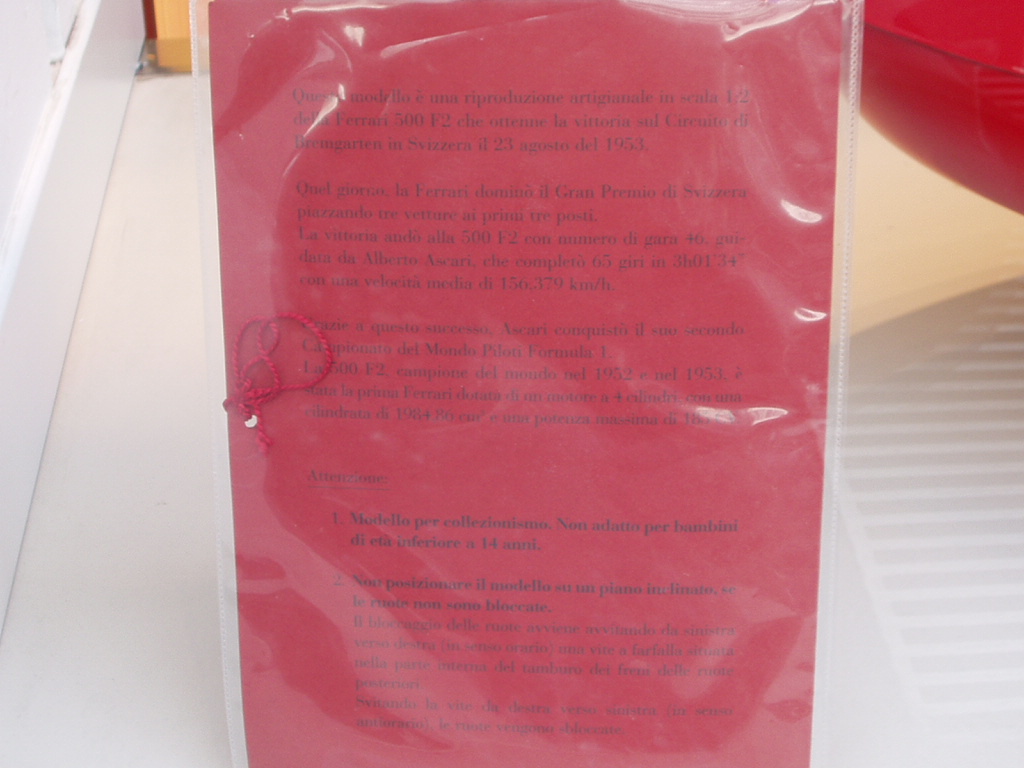 Questo modello è una riproduzione artigianale in scala 1:2
della Ferrari 500 F2 che ottenne la vittoria sul Circuito di
Bremgarten in Svizzera il 23 agosto del 1953.
Quel giorno, la Ferrari dominò il Gran Premio di Svizzera
piazzando tre vetture ai primi tre posti.
La vittoria andò alla 500 F2 con numero di gara 46, gui-
data da Alberto Ascari, che completò 65 giri in 3h01'34"
con una velocità media di 156,379 km/h.
Grazie a questo successo, Ascari conquistò il suo secondo
Campionato del Mondo Piloti Formula 1.
La 500 F2, campione del mondo nel 1952 e nel 1953, è
stata la prima Ferrari dotata di un motore a 4 cilindri, con una
cilindrata di 1984,86 cm³ e una potenza massima di
Attenzione:
1. Modello per collezionismo. Non adatto per bambini
di età inferiore a 14 anni.
2. Non posizionare il modello su un piano inclinato, se
le ruote non sono bloccate.
Il bloccaggio delle ruote avviene avvitando da sinistra
verso destra (in senso orario) una vite a farfalla situata
nella parte interna del tamburo dei freni delle ruote
posteriori.
Svitando la vite da destra verso sinistra (in senso
antiorario), le ruote vengono sbloccate.